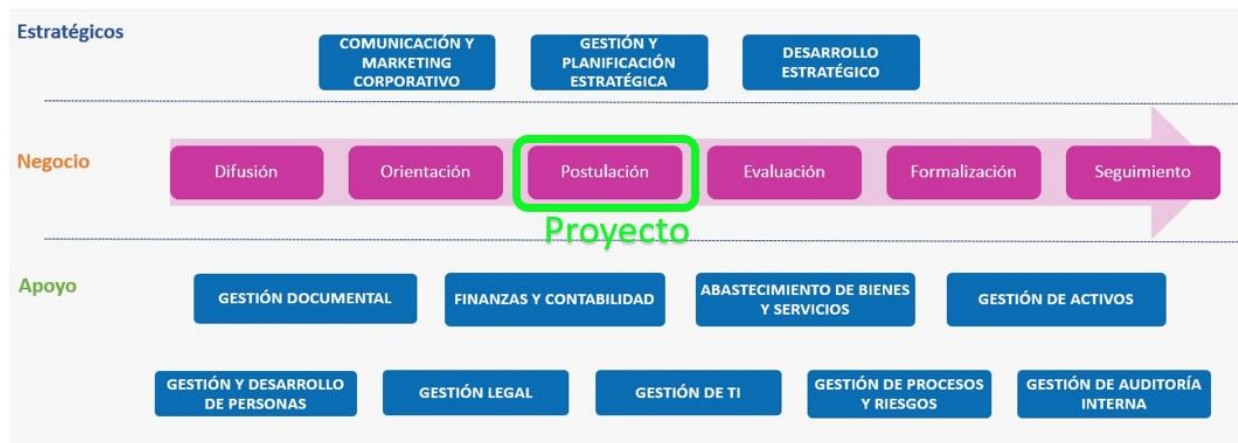 Estratégicos
COMUNICACIÓN Y
MARKETING
CORPORATIVO
GESTIÓN Y
PLANIFICACIÓN
ESTRATÉGICA
DESARROLLO
ESTRATÉGICO
Negocio
Difusión
Orientación
Postulación
Evaluación
Formalización
Seguimiento
Proyecto
Apoyo
GESTIÓN DOCUMENTAL
FINANZAS Y CONTABILIDAD
ABASTECIMIENTO DE BIENES
Y SERVICIOS
GESTIÓN DE ACTIVOS
GESTIÓN Y DESARROLLO
DE PERSONAS
GESTIÓN LEGAL
GESTIÓN DE TI
GESTIÓN DE PROCESOS
Y RIESGOS
GESTIÓN DE AUDITORÍA
INTERNA